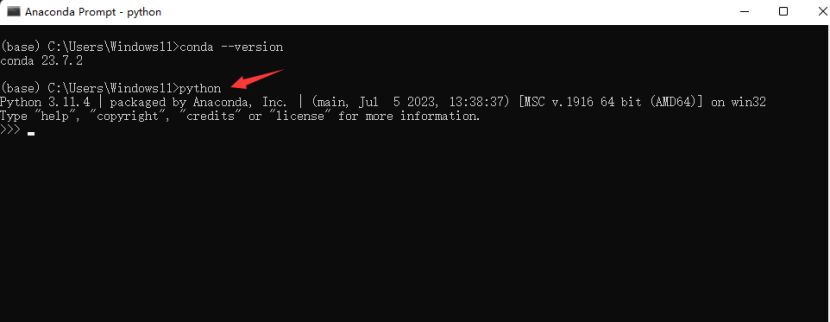 Anaconda Prompt - python
(base) C:\Users\Windows11>conda --version
conda 23.7.2
(base) C:\Users\Windows11>python
Python 3.11.4 | packaged by Anaconda, Inc. | (main, Jul  5 2023, 13:38:37) [MSC v.1916 64 bit (AMD64)] on win32
Type "help", "copyright", "credits" or "license" for more information.
>>>